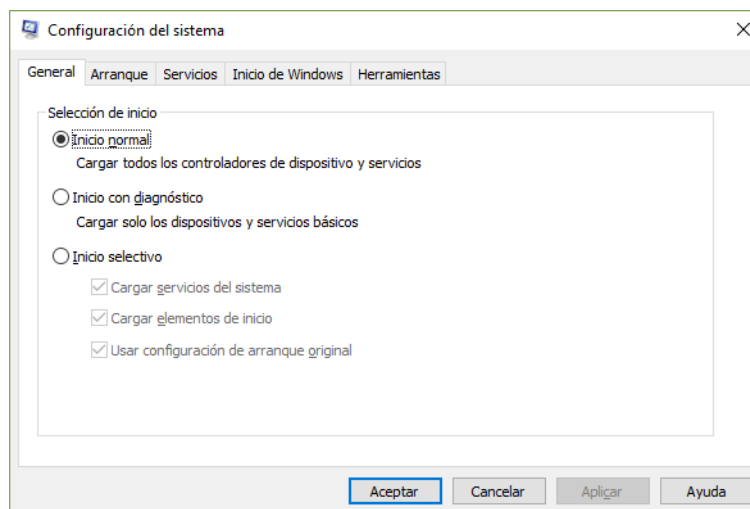 Configuración del sistema
General Arranque Servicios Inicio de Windows Herramientas
Selección de inicio
Inicio normal
Cargar todos los controladores de dispositivo y servicios
Inicio con diagnóstico
Cargar solo los dispositivos y servicios básicos
Inicio selectivo
Cargar servicios del sistema
Cargar elementos de inicio
Usar configuración de arranque original
Aceptar Cancelar Aplicar Ayuda